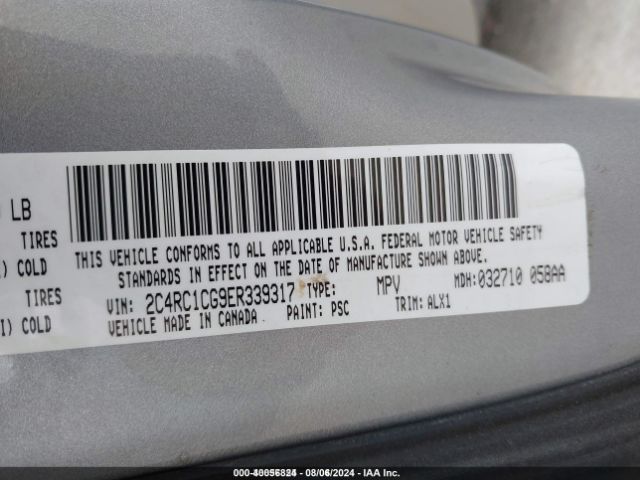 LB
TIRES
) COLD
TIRES
I) COLD
THIS VEHICLE CONFORMS TO ALL APPLICABLE U.S.A. FEDERAL MOTOR VEHICLE SAFETY
STANDARDS IN EFFECT ON THE DATE OF MANUFACTURE SHOWN ABOVE.
VIN: 2C4RC1CG9ER339317 TYPE: MPV MDH:032710 058AA
VEHICLE MADE IN CANADA PAINT: PSC TRIM: ALX1
000-40056824 - 08/06/2024 - IAA Inc.